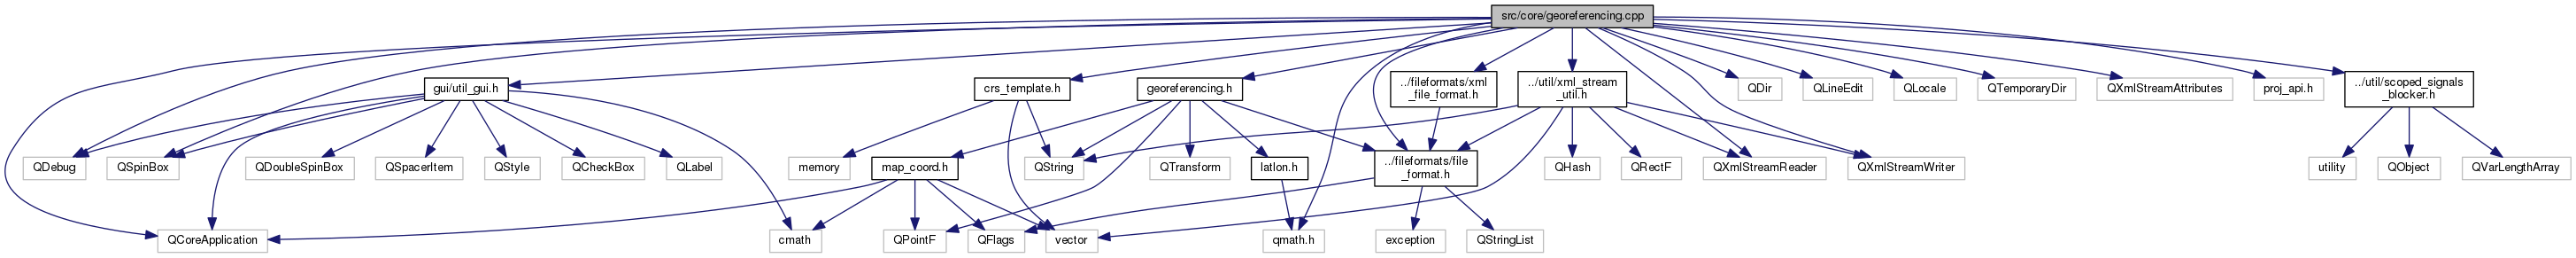 src/core/georeferencing.cpp
gui/util_gui.h
crs_template.h
georeferencing.h
../fileformats/xml
_file_format.h
../util/xml_stream
_util.h
QDir
QLineEdit
QLocale
QTemporaryDir
QXmlStreamAttributes
proj_api.h
../util/scoped_signals
_blocker.h
QDebug
QSpinBox
QDoubleSpinBox
QSpacerItem
QStyle
QCheckBox
QLabel
memory
map_coord.h
QString
QTransform
latlon.h
../fileformats/file
_format.h
QHash
QRectF
QXmlStreamReader
QXmlStreamWriter
utility
QObject
QVarLengthArray
QCoreApplication
cmath
QPointF
QFlags
vector
qmath.h
exception
QStringList